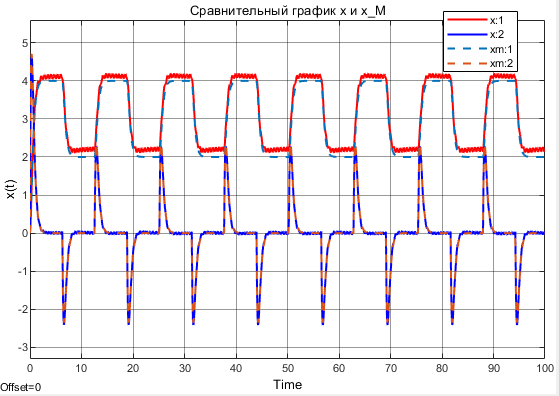 Сравнительный график x и x_M
x:1
x:2
xm:1
xm:2
x(t)
5
4
3
2
1
0
-1
-2
-3
0 10 20 30 40 50 60 70 80 90 100
Time
Offset=0